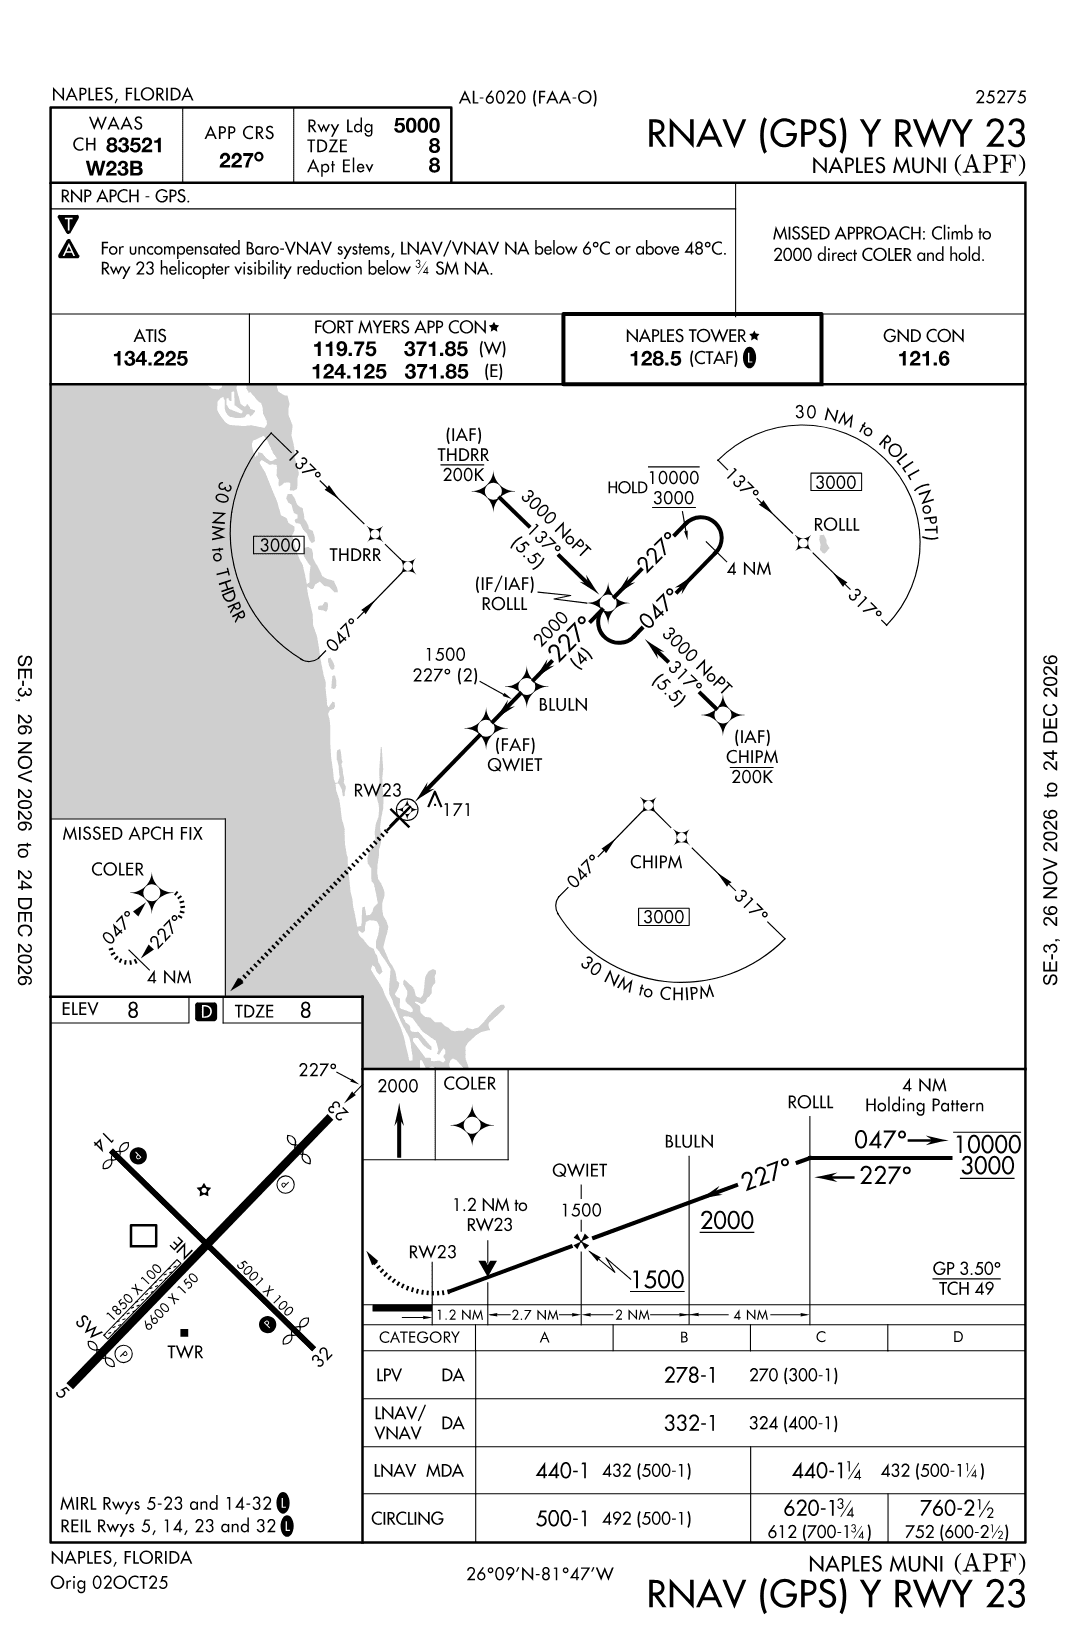 NAPLES, FLORIDA
AL-6020 (FAA-O)
25275
WAAS
CH 83521
W23B
APP CRS
227°
Rwy Ldg 5000
TDZE 8
Apt Elev 8
RNAV (GPS) Y RWY 23
NAPLES MUNI (APF)
RNP APCH - GPS.
T
A
For uncompensated Baro-VNAV systems, LNAV/VNAV NA below 6°C or above 48°C.
Rwy 23 helicopter visibility reduction below ¾ SM NA.
MISSED APPROACH: Climb to
2000 direct COLER and hold.
ATIS
134.225
FORT MYERS APP CON★
119.75 371.85 (W)
124.125 371.85 (E)
NAPLES TOWER★
128.5 (CTAF) L
GND CON
121.6
30 NM to THDRR
137°
3000
THDRR
047°
(IAF)
THDRR
200K
3000 NoPT
137°
(5.5)
HOLD
10000
3000
227°
047°
4 NM
(IF/IAF)
ROLLL
30 NM to ROLLL (NoPT)
3000
137°
ROLLL
317°
2000
227°
(4)
1500
227° (2)
BLULN
(FAF)
QWIET
3000 NoPT
317°
(5.5)
(IAF)
CHIPM
200K
RW23
171
CHIPM
047°
317°
3000
30 NM to CHIPM
MISSED APCH FIX
COLER
047°
227°
4 NM
SE-3, 26 NOV 2026 to 24 DEC 2026
SE-3, 26 NOV 2026 to 24 DEC 2026
ELEV 8
D
TDZE 8
227°
23
14
P
P
NE
1850 X 100
6600 X 150
5001 X 100
SW
P
P
TWR
32
5
MIRL Rwys 5-23 and 14-32 L
REIL Rwys 5, 14, 23 and 32 L
2000
COLER
4 NM
Holding Pattern
ROLLL
047°
10000
3000
227°
BLULN
227°
2000
QWIET
1500
1500
1.2 NM to
RW23
RW23
GP 3.50°
TCH 49
1.2 NM
2.7 NM
2 NM
4 NM
CATEGORY A B C D
LPV DA 278-1 270 (300-1)
LNAV/
VNAV DA 332-1 324 (400-1)
LNAV MDA 440-1 432 (500-1) 440-1¼ 432 (500-1¼)
CIRCLING 500-1 492 (500-1) 620-1¾ 760-2½
612 (700-1¾) 752 (600-2½)
NAPLES, FLORIDA
Orig 02OCT25
26°09'N-81°47'W
NAPLES MUNI (APF)
RNAV (GPS) Y RWY 23